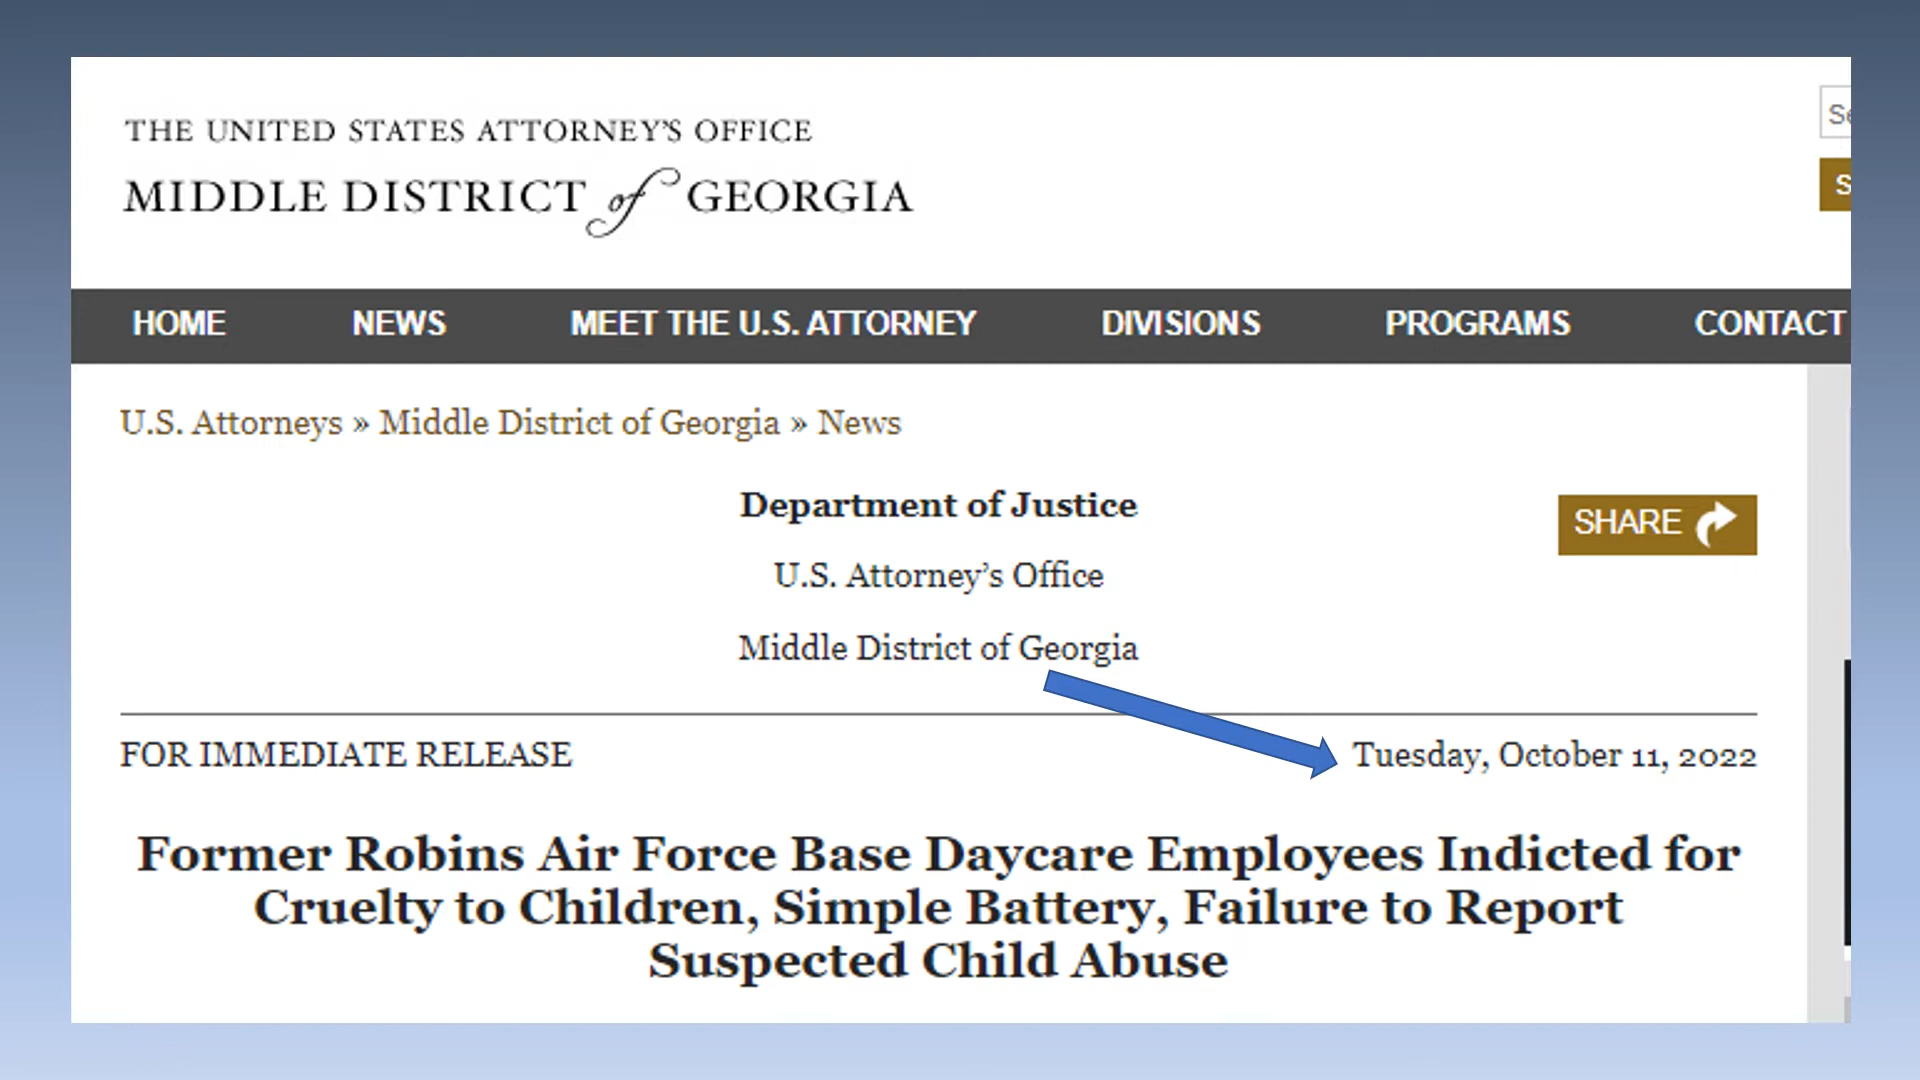 THE UNITED STATES ATTORNEY'S OFFICE
MIDDLE DISTRICT of GEORGIA
HOME NEWS MEET THE U.S. ATTORNEY DIVISIONS PROGRAMS CONTACT
U.S. Attorneys » Middle District of Georgia » News
Department of Justice
SHARE
U.S. Attorney’s Office
Middle District of Georgia
FOR IMMEDIATE RELEASE
Tuesday, October 11, 2022
Former Robins Air Force Base Daycare Employees Indicted for
Cruelty to Children, Simple Battery, Failure to Report
Suspected Child Abuse